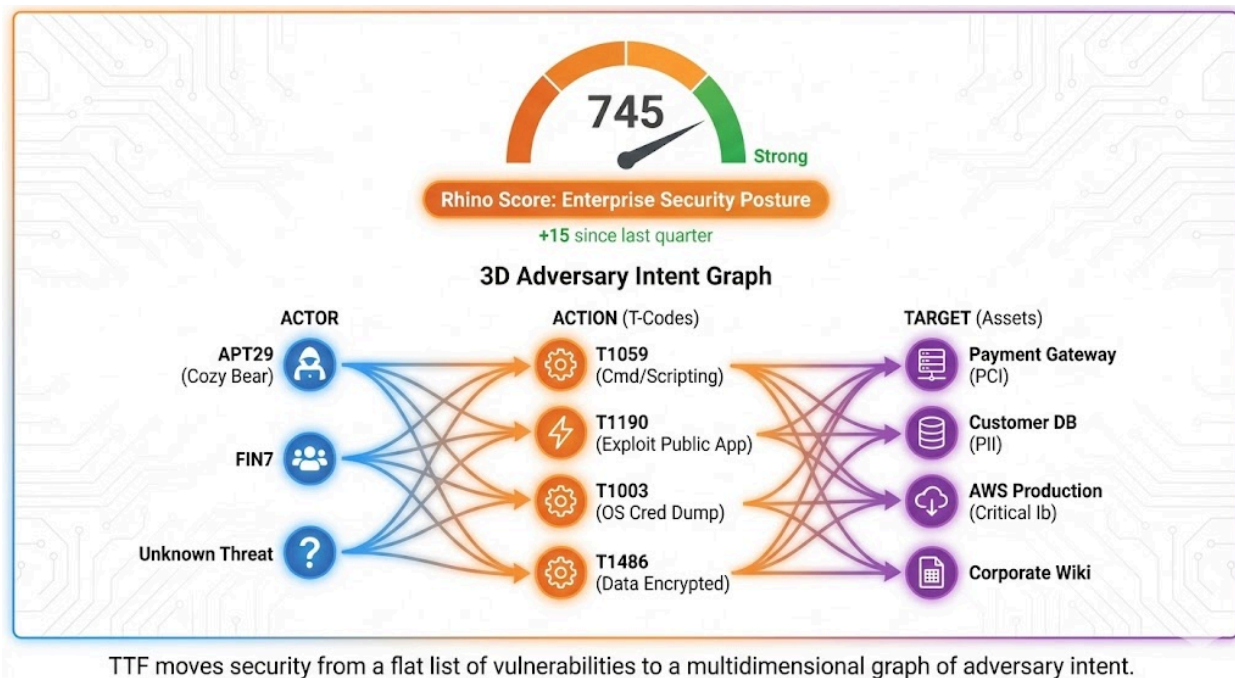 745
Strong
Rhino Score: Enterprise Security Posture
+15 since last quarter
3D Adversary Intent Graph
ACTOR
APT29
(Cozy Bear)
FIN7
Unknown Threat
?
ACTION (T-Codes)
T1059
(Cmd/Scripting)
T1190
(Exploit Public App)
T1003
(OS Cred Dump)
T1486
(Data Encrypted)
TARGET (Assets)
Payment Gateway
(PCI)
Customer DB
(PII)
AWS Production
(Critical Ib)
Corporate Wiki
TTF moves security from a flat list of vulnerabilities to a multidimensional graph of adversary intent.